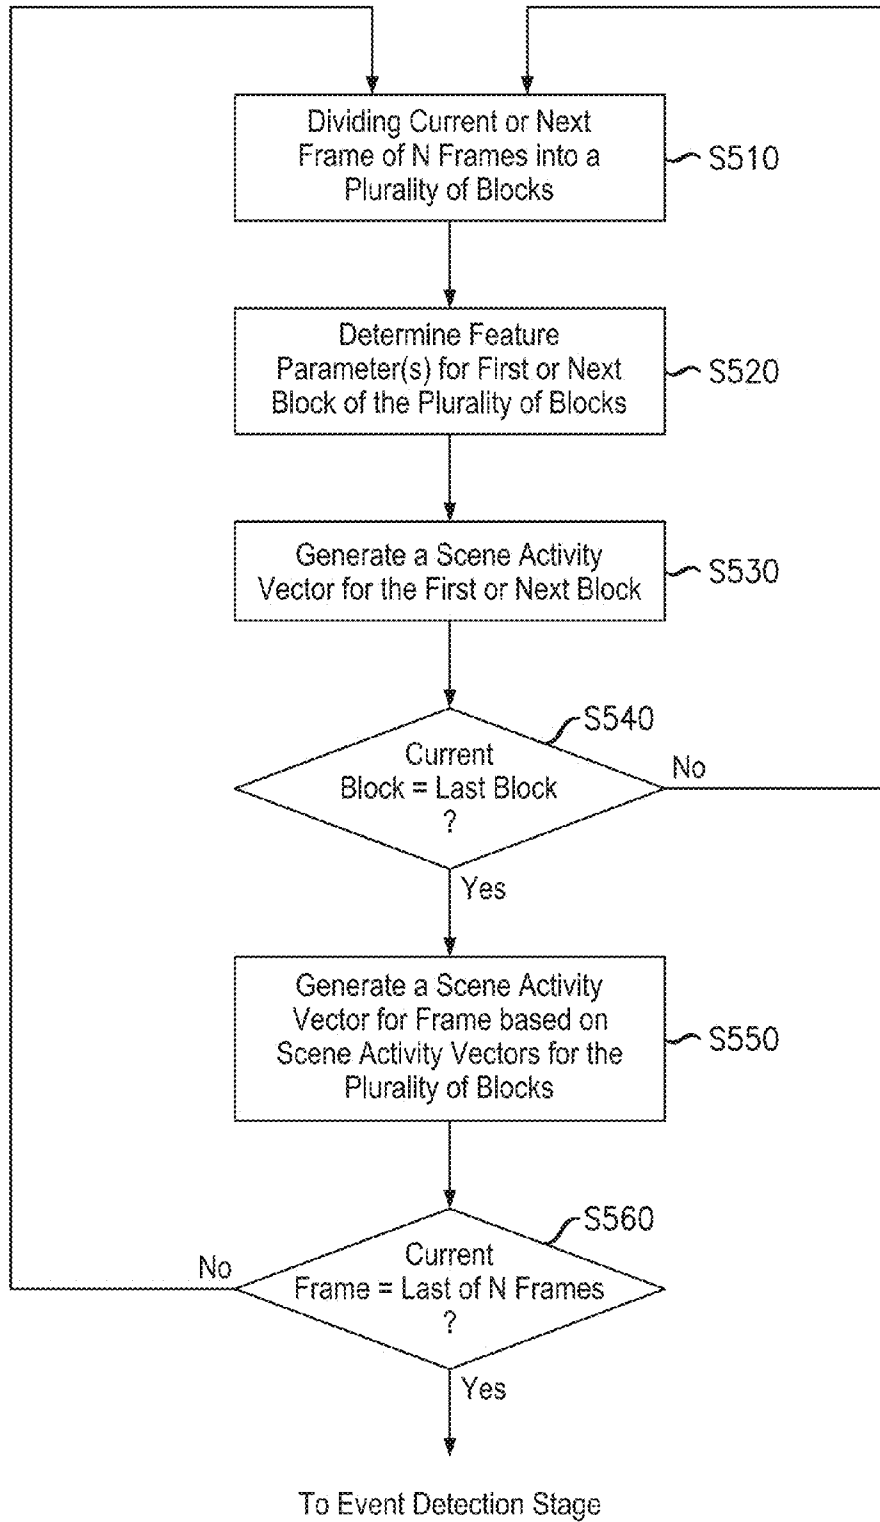 Dividing Current or Next
Frame of N Frames into a
Plurality of Blocks
S510
Determine Feature
Parameter(s) for First or Next
Block of the Plurality of Blocks
S520
Generate a Scene Activity
Vector for the First or Next Block
S530
S540
Current
Block = Last Block
?
No
Yes
Generate a Scene Activity
Vector for Frame based on
Scene Activity Vectors for the
Plurality of Blocks
S550
S560
Current
Frame = Last of N Frames
?
No
Yes
To Event Detection Stage